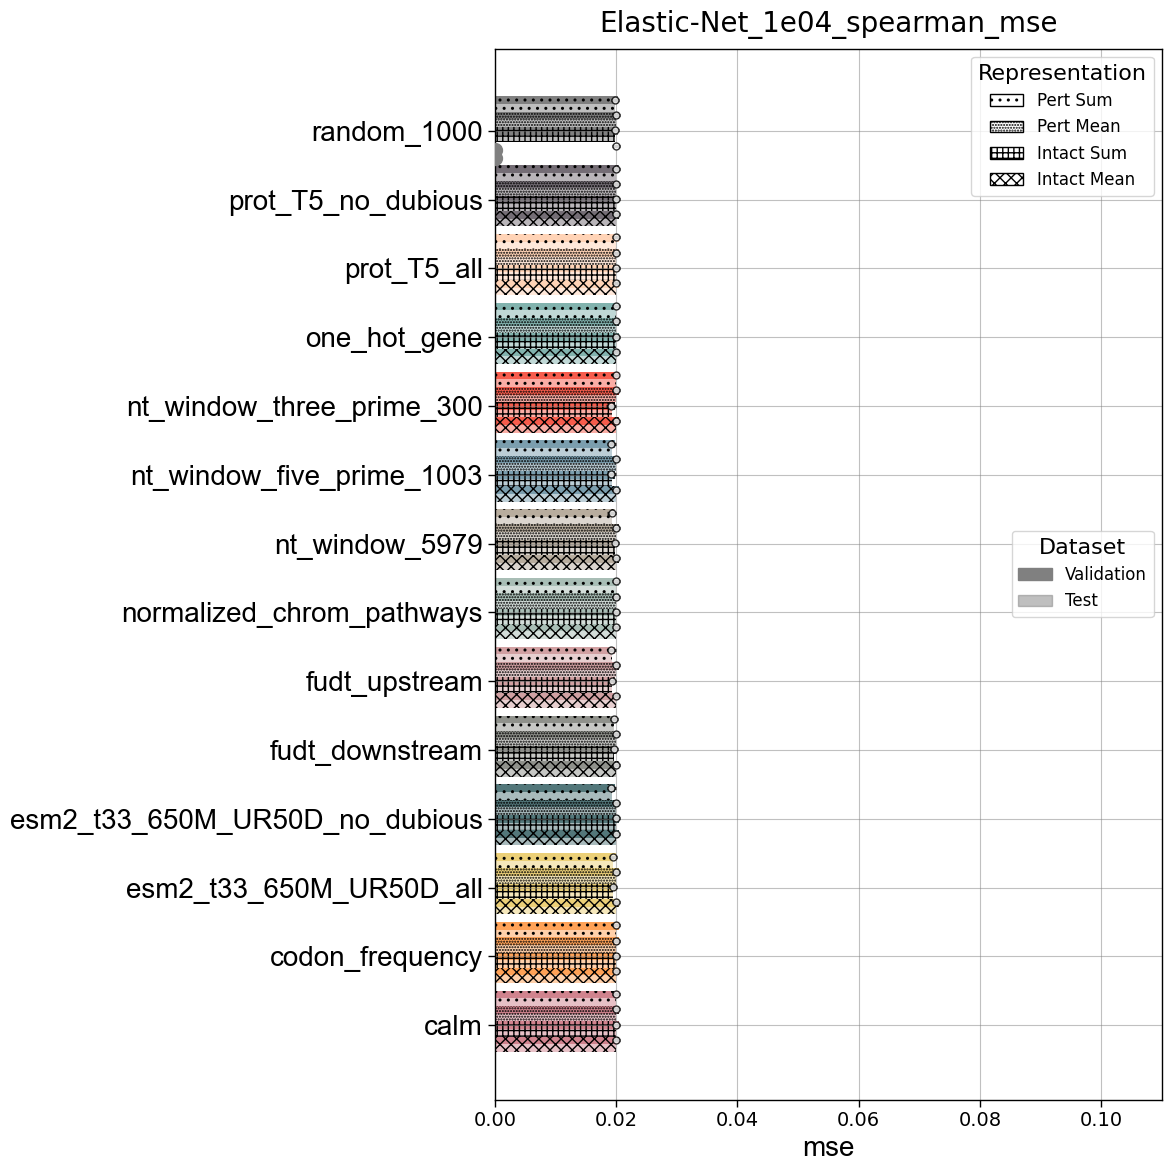 Elastic-Net_1e04_spearman_mse
Representation
Pert Sum
Pert Mean
Intact Sum
Intact Mean
random_1000
prot_T5_no_dubious
prot_T5_all
one_hot_gene
nt_window_three_prime_300
nt_window_five_prime_1003
nt_window_5979
Dataset
Validation
Test
normalized_chrom_pathways
fudt_upstream
fudt_downstream
esm2_t33_650M_UR50D_no_dubious
esm2_t33_650M_UR50D_all
codon_frequency
calm
0.00 0.02 0.04 0.06 0.08 0.10
mse